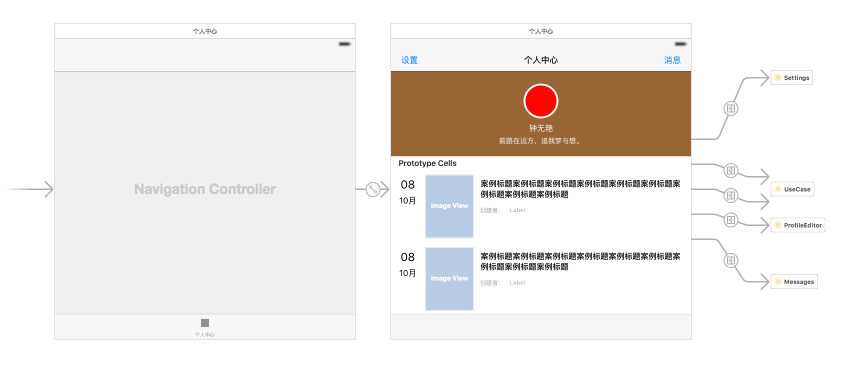 个人中心
Navigation Controller
个人中心
个人中心
设置
个人中心
消息
钟无艳
前路在远方，追我梦与想。
Prototype Cells
08
10月
Image View
案例标题案例标题案例标题案例标题案例标题案例标题案
例标题案例标题案例标题
创建者：
Label
08
10月
Image View
案例标题案例标题案例标题案例标题案例标题案例标题案
例标题案例标题案例标题
创建者：
Label
Settings
UseCase
ProfileEditor
Messages